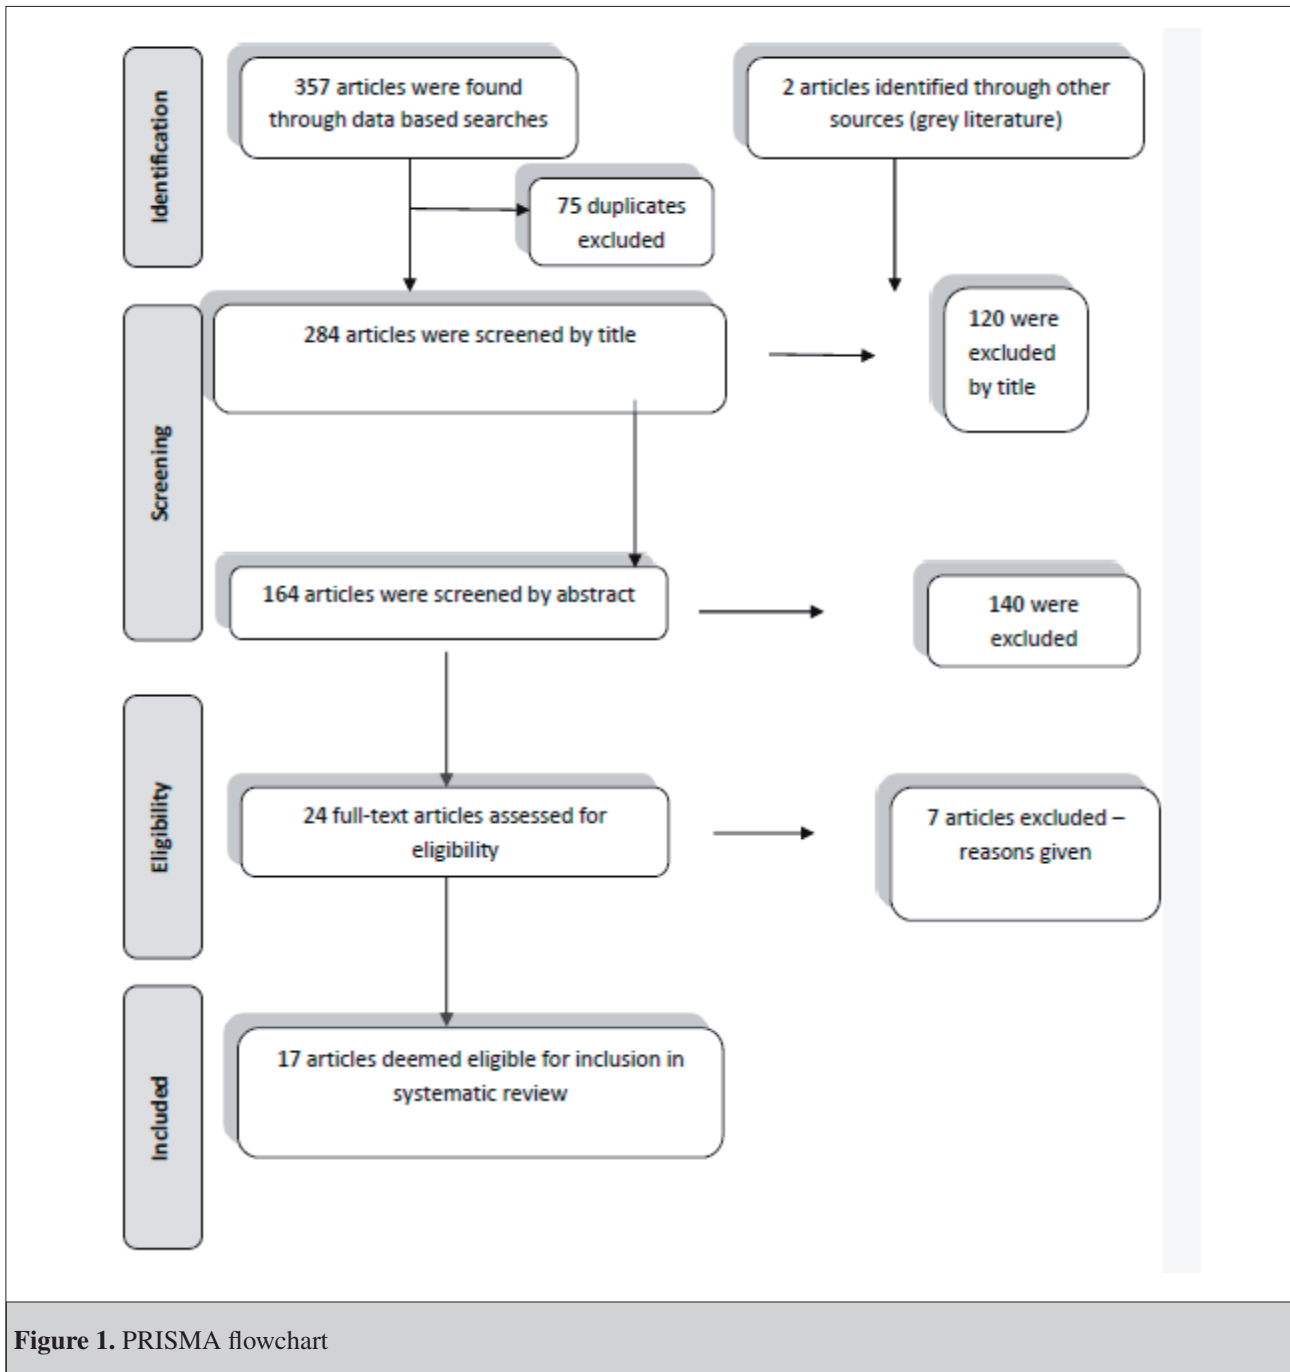 Identification
357 articles were found
through data based searches
2 articles identified through other
sources (grey literature)
75 duplicates
excluded
Screening
284 articles were screened by title
120 were
excluded
by title
164 articles were screened by abstract
140 were
excluded
Eligibility
24 full-text articles assessed for
eligibility
7 articles excluded –
reasons given
Included
17 articles deemed eligible for inclusion in
systematic review
Figure 1. PRISMA flowchart